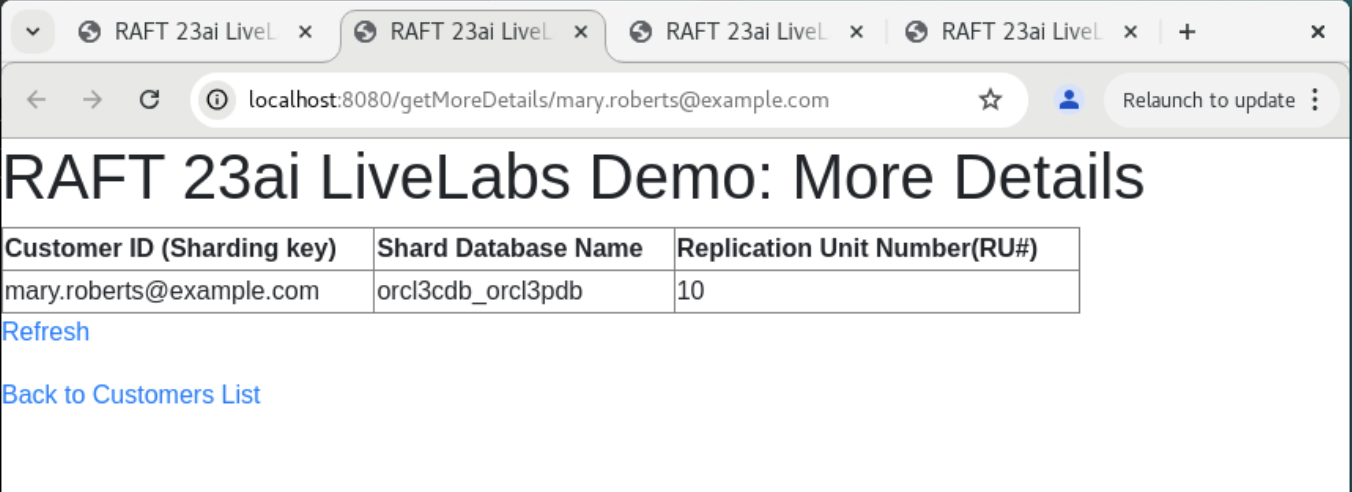 RAFT 23ai LiveL RAFT 23ai LiveL RAFT 23ai LiveL RAFT 23ai LiveL
localhost:8080/getMoreDetails/mary.roberts@example.com Relaunch to update
RAFT 23ai LiveLabs Demo: More Details
Customer ID (Sharding key) Shard Database Name Replication Unit Number(RU#)
mary.roberts@example.com orcl3cdb_orcl3pdb 10
Refresh
Back to Customers List